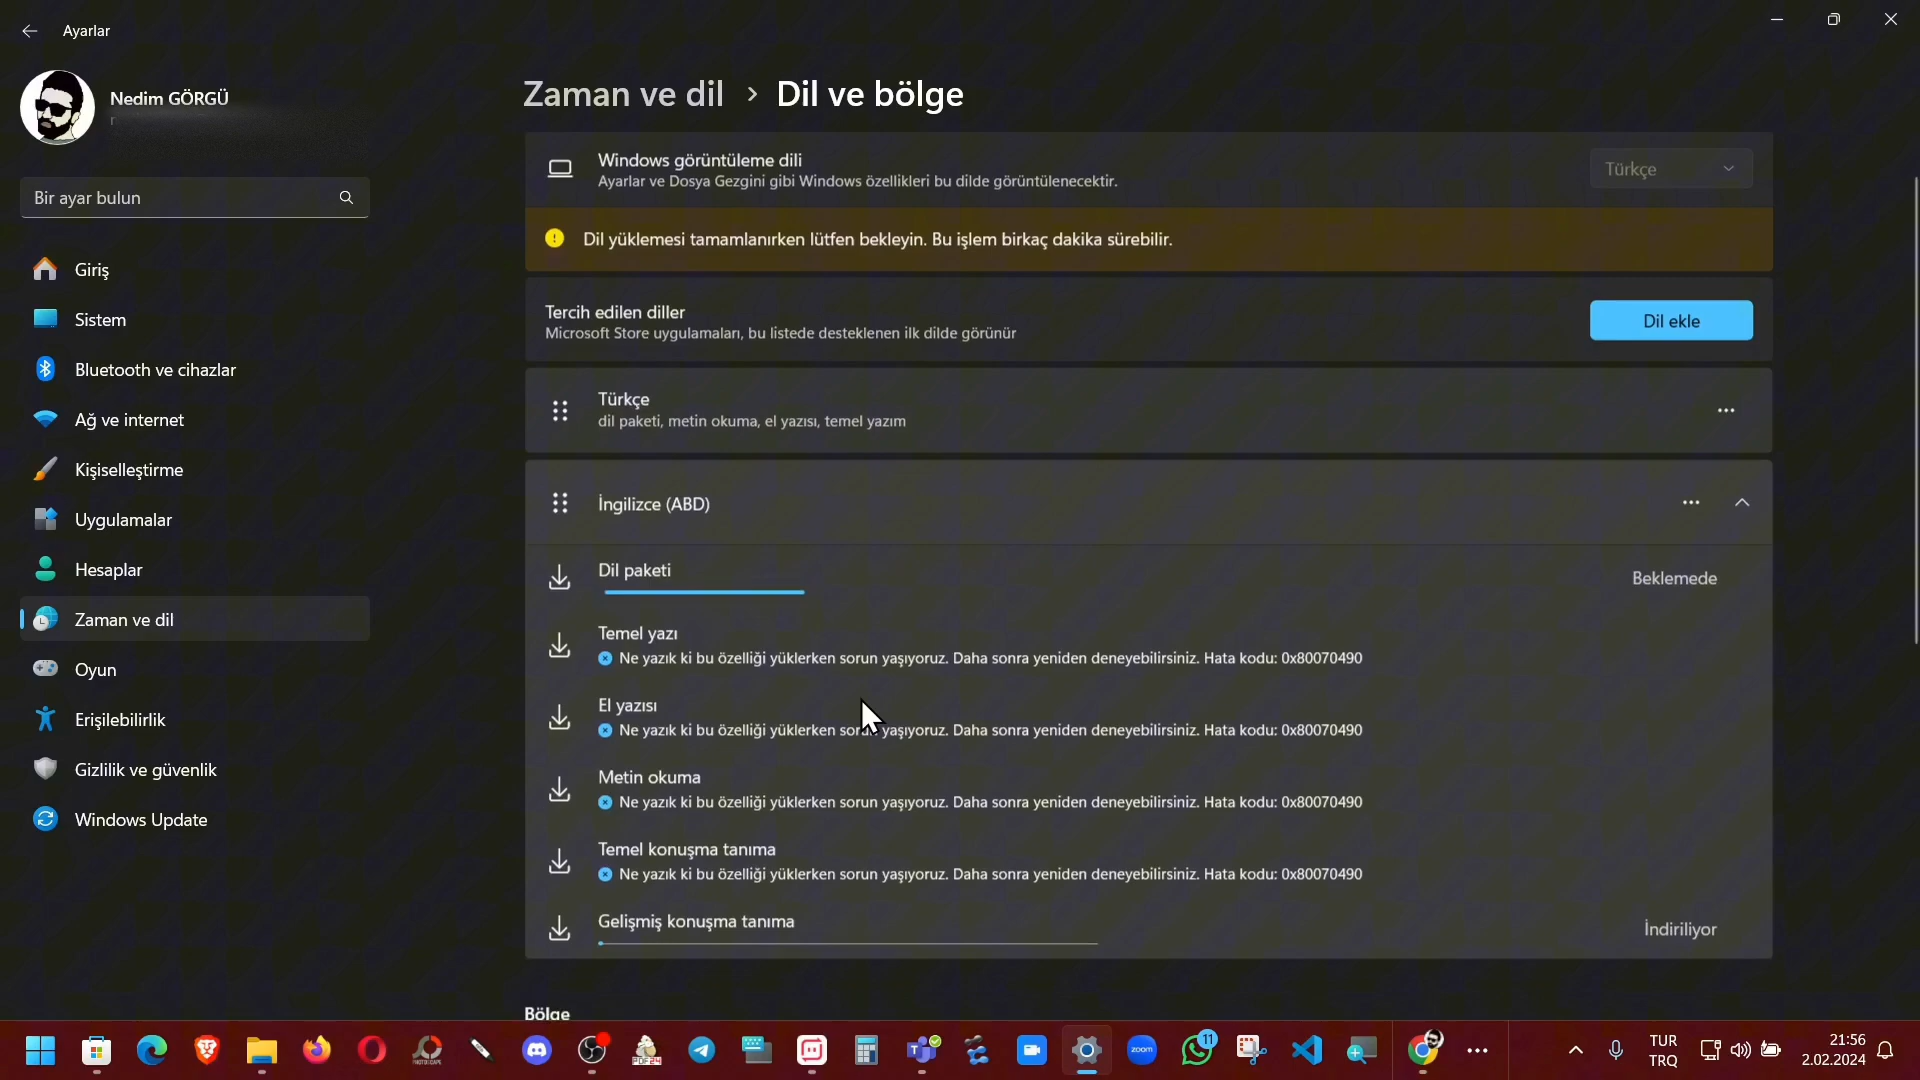 Ayarlar
Nedim GÖRGÜ
Bir ayar bulun
Giriş
Sistem
Bluetooth ve cihazlar
Ağ ve internet
Kişiselleştirme
Uygulamalar
Hesaplar
Zaman ve dil
Oyun
Erişilebilirlik
Gizlilik ve güvenlik
Windows Update
Zaman ve dil > Dil ve bölge
Windows görüntüleme dili
Ayarlar ve Dosya Gezgini gibi Windows özellikleri bu dilde görüntülenecektir.
Türkçe
Dil yüklemesi tamamlanırken lütfen bekleyin. Bu işlem birkaç dakika sürebilir.
Tercih edilen diller
Microsoft Store uygulamaları, bu listede desteklenen ilk dilde görünür
Dil ekle
Türkçe
dil paketi, metin okuma, el yazısı, temel yazım
İngilizce (ABD)
Dil paketi
Beklemede
Temel yazı
Ne yazık ki bu özelliği yüklerken sorun yaşıyoruz. Daha sonra yeniden deneyebilirsiniz. Hata kodu: 0x80070490
El yazısı
Ne yazık ki bu özelliği yüklerken sorun yaşıyoruz. Daha sonra yeniden deneyebilirsiniz. Hata kodu: 0x80070490
Metin okuma
Ne yazık ki bu özelliği yüklerken sorun yaşıyoruz. Daha sonra yeniden deneyebilirsiniz. Hata kodu: 0x80070490
Temel konuşma tanıma
Ne yazık ki bu özelliği yüklerken sorun yaşıyoruz. Daha sonra yeniden deneyebilirsiniz. Hata kodu: 0x80070490
Gelişmiş konuşma tanıma
İndiriliyor
Bölge
PDF24
zoom
11
TUR
TRQ
21:56
2.02.2024